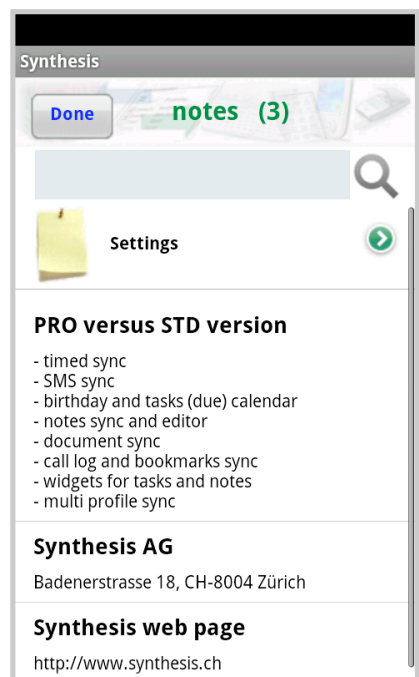 Synthesis
Done
notes (3)
Settings
PRO versus STD version
- timed sync
- SMS sync
- birthday and tasks (due) calendar
- notes sync and editor
- document sync
- call log and bookmarks sync
- widgets for tasks and notes
- multi profile sync
Synthesis AG
Badenerstrasse 18, CH-8004 Zürich
Synthesis web page
http://www.synthesis.ch